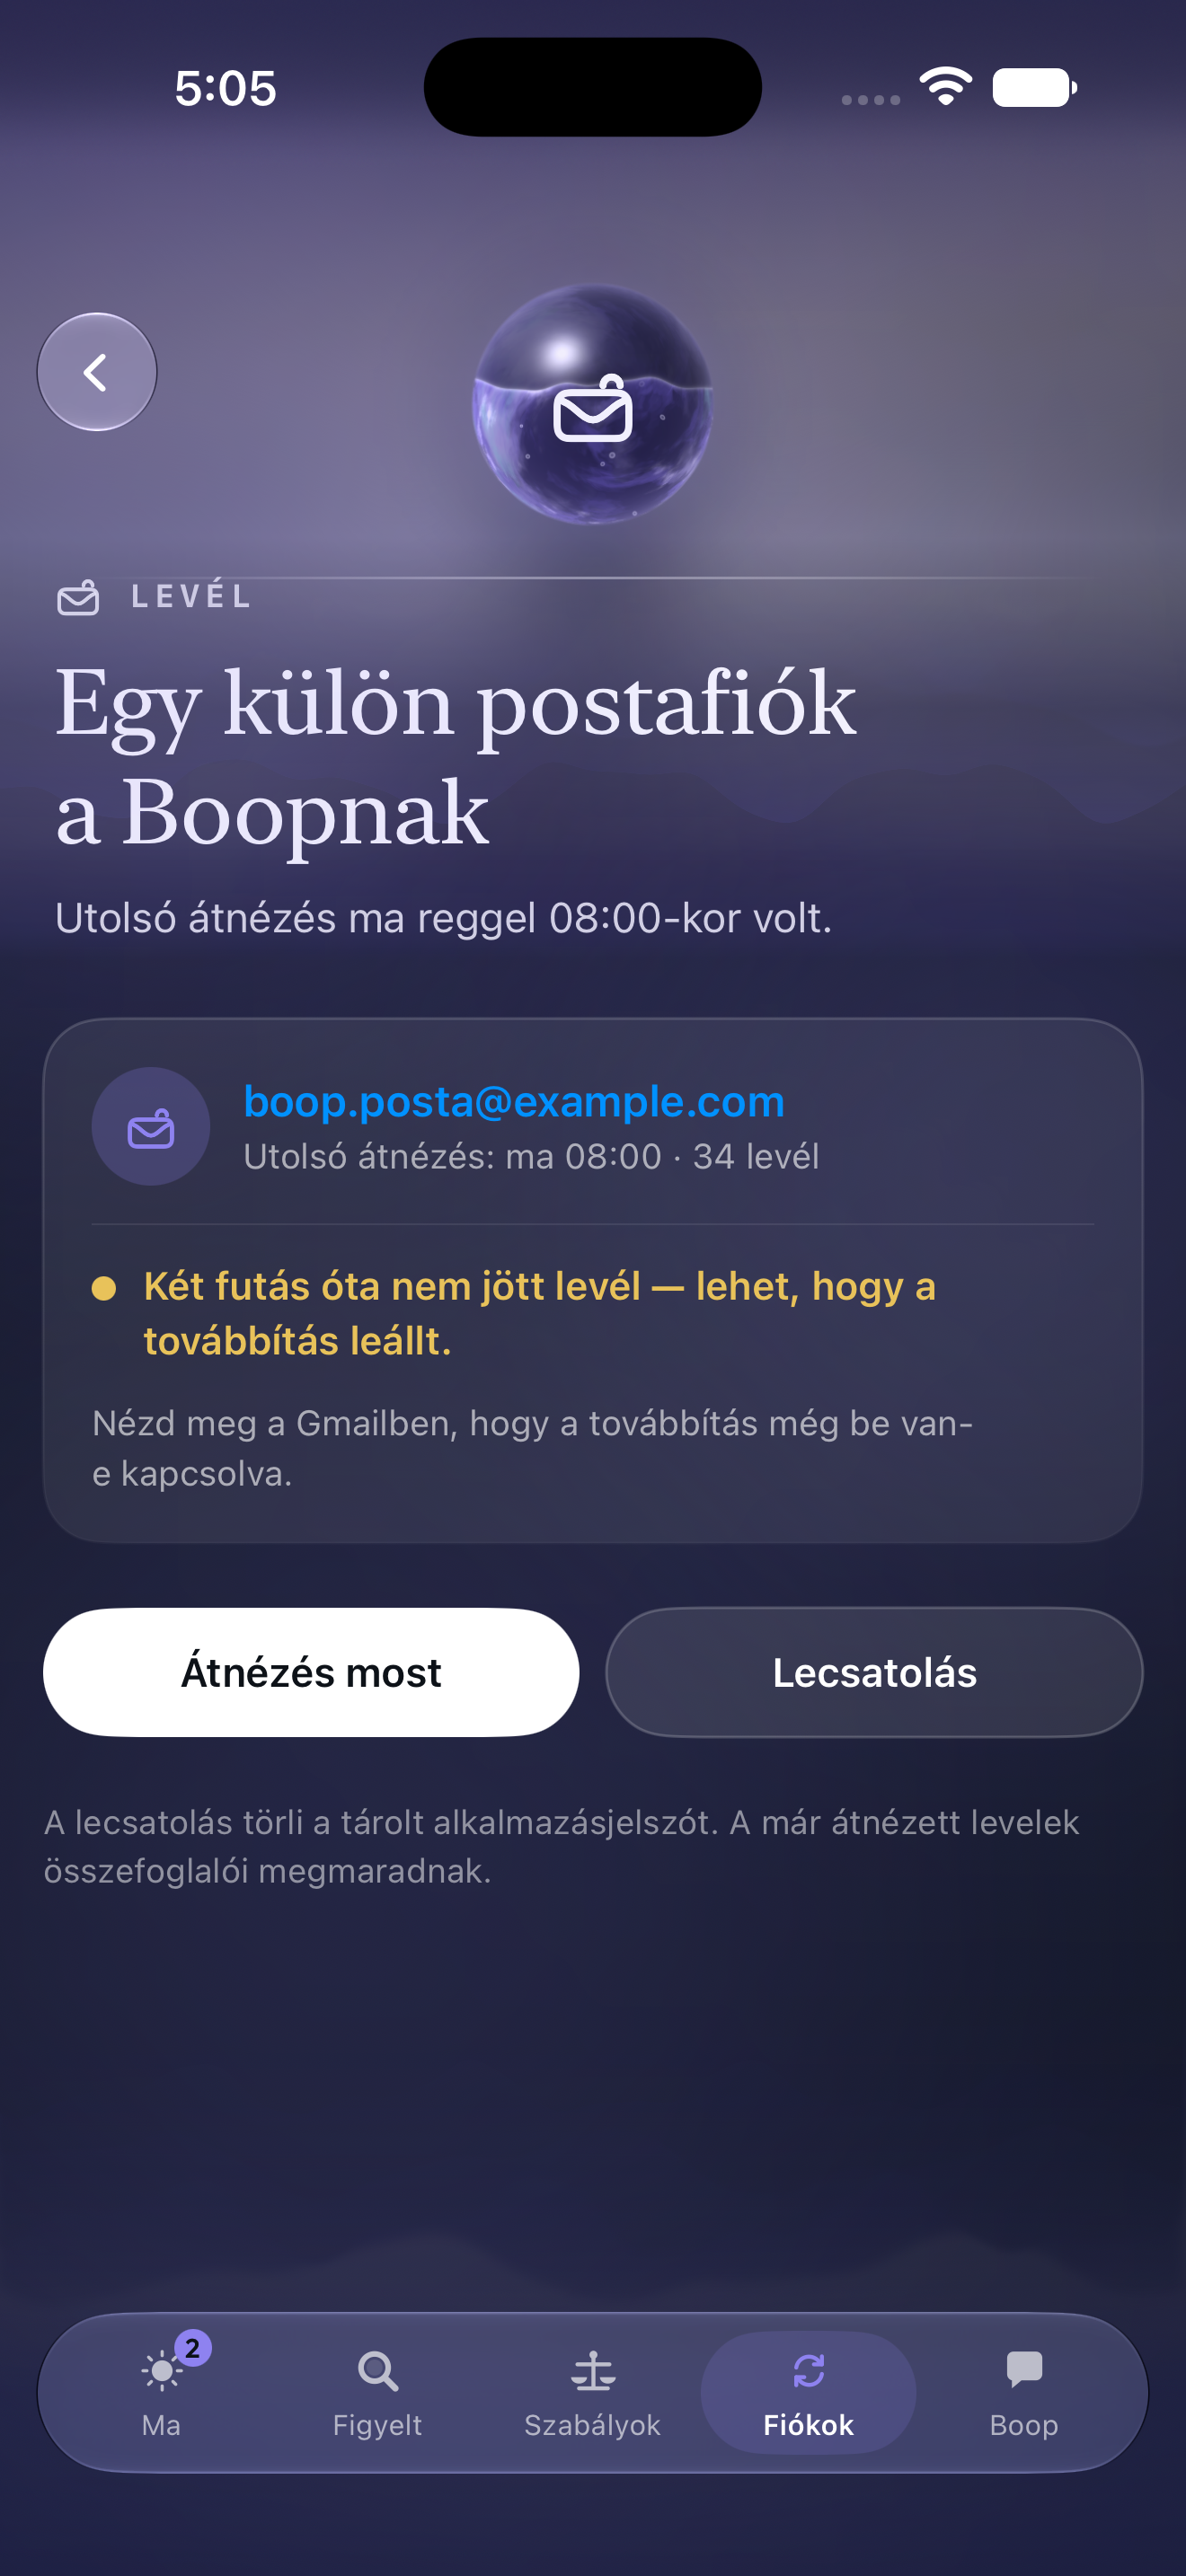 5:05
LEVÉL
Egy külön postafiók
a Boopnak
Utolsó átnézés ma reggel 08:00-kor volt.
boop.posta@example.com
Utolsó átnézés: ma 08:00 · 34 levél
Két futás óta nem jött levél — lehet, hogy a
továbbítás leállt.
Nézd meg a Gmailben, hogy a továbbítás még be van-
e kapcsolva.
Átnézés most
Lecsatolás
A lecsatolás törli a tárolt alkalmazásjelszót. A már átnézett levelek
összefoglalói megmaradnak.
2
Ma
Figyelt
Szabályok
Fiókok
Boop